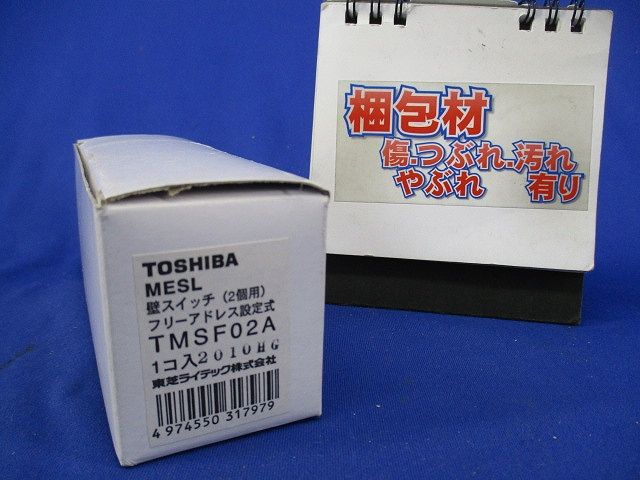 梱包材
傷.つぶれ.汚れ
やぶれ 有り
TOSHIBA
MESL
壁スイッチ(2個用)
フリーアドレス設定式
TMSF02A
1コ入2010HG
東芝ライテック株式会社
4 974550 317979